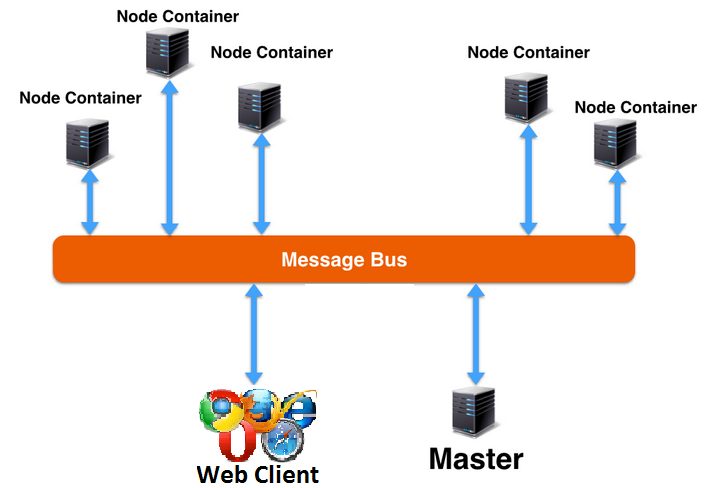 Node Container
Node Container
Node Container
Node Container
Node Container
Message Bus
Web Client
Master